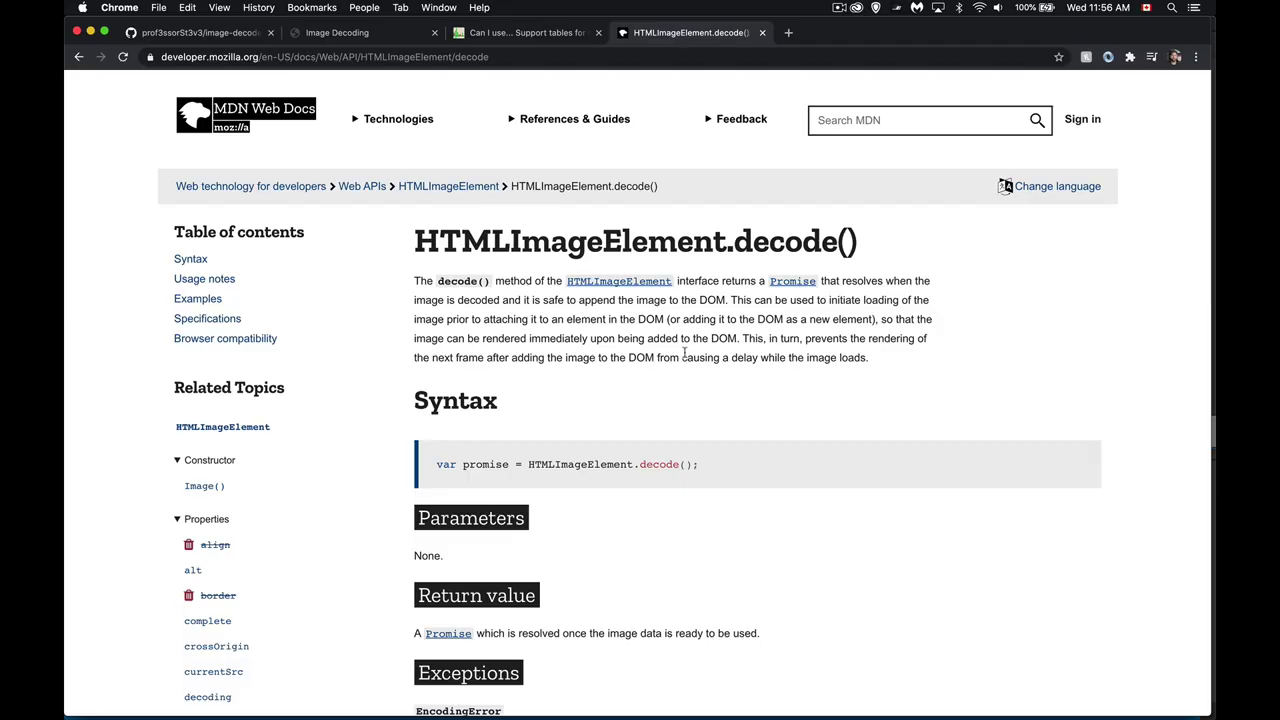 Chrome File Edit View History Bookmarks People Tab Window Help 100% Wed 11:56 AM
prof3ssorSt3v3/image-decode Image Decoding Can I use... Support tables for HTMLImageElement.decode()
developer.mozilla.org/en-US/docs/Web/API/HTMLImageElement/decode
MDN Web Docs
moz://a
Technologies References & Guides Feedback Search MDN Sign in
Web technology for developers Web APIs HTMLImageElement HTMLImageElement.decode() Change language
Table of contents
Syntax
Usage notes
Examples
Specifications
Browser compatibility
Related Topics
HTMLImageElement
Constructor
Image()
Properties
align
alt
border
complete
crossOrigin
currentSrc
decoding
HTMLImageElement.decode()
The decode() method of the HTMLImageElement interface returns a Promise that resolves when the
image is decoded and it is safe to append the image to the DOM. This can be used to initiate loading of the
image prior to attaching it to an element in the DOM (or adding it to the DOM as a new element), so that the
image can be rendered immediately upon being added to the DOM. This, in turn, prevents the rendering of
the next frame after adding the image to the DOM from causing a delay while the image loads.
Syntax
var promise = HTMLImageElement.decode();
Parameters
None.
Return value
A Promise which is resolved once the image data is ready to be used.
Exceptions
EncodingError